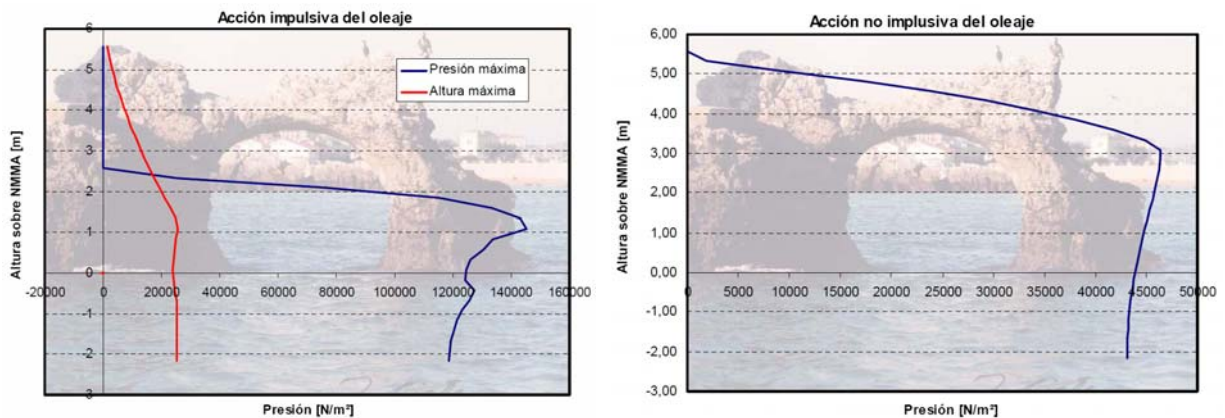 Acción impulsiva del oleaje
6
5
4
3
2
1
0
-1
-2
3
-20000 0 20000 40000 60000 80000 100000 120000 140000 160000
Altura sobre NMMA [m]
Presión [N/m²]
Presión máxima
Altura máxima
Acción no implusiva del oleaje
6,00
5,00
4,00
3,00
2,00
1,00
0,00
-1,00
-2,00
-3,00
0 5000 10000 15000 20000 25000 30000 35000 40000 45000 50000
Altura sobre NMMA [m]
Presión [N/m²]